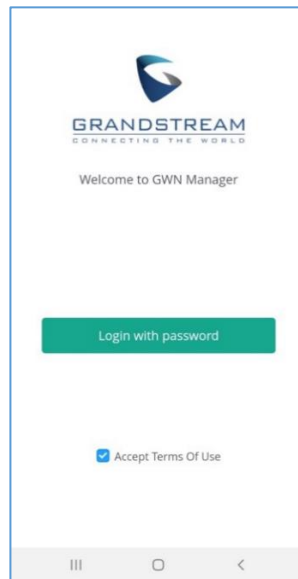 GRANDSTREAM
CONNECTING THE WORLD
Welcome to GWN Manager
Login with password
Accept Terms Of Use